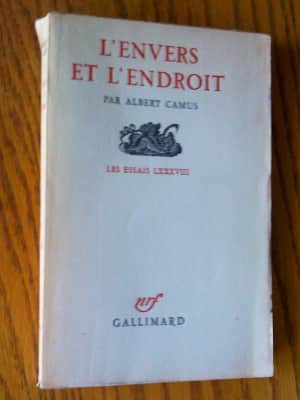 L'ENVERS
ET L'ENDROIT
PAR ALBERT CAMUS
LES ESSAIS LXXXVIII
nrf
GALLIMARD